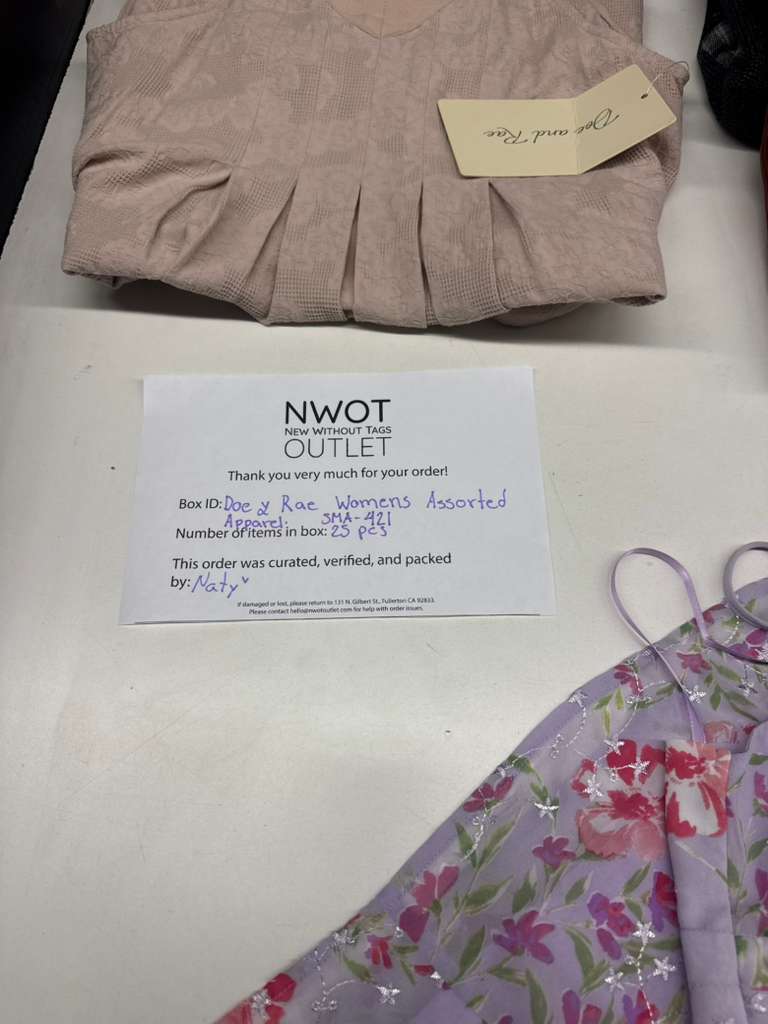 Doe and Rae
NWOT
NEW WITHOUT TAGS
OUTLET
Thank you very much for your order!
Box ID: Doe & Rae Womens Assorted
Apparel. SMA-421
Number of items in box: 25 pcs
This order was curated, verified, and packed
by: Naty
If damaged or lost, please return to 131 N. Gilbert St., Fullerton CA 92833.
Please contact hello@nwotoutlet.com for help with order issues.